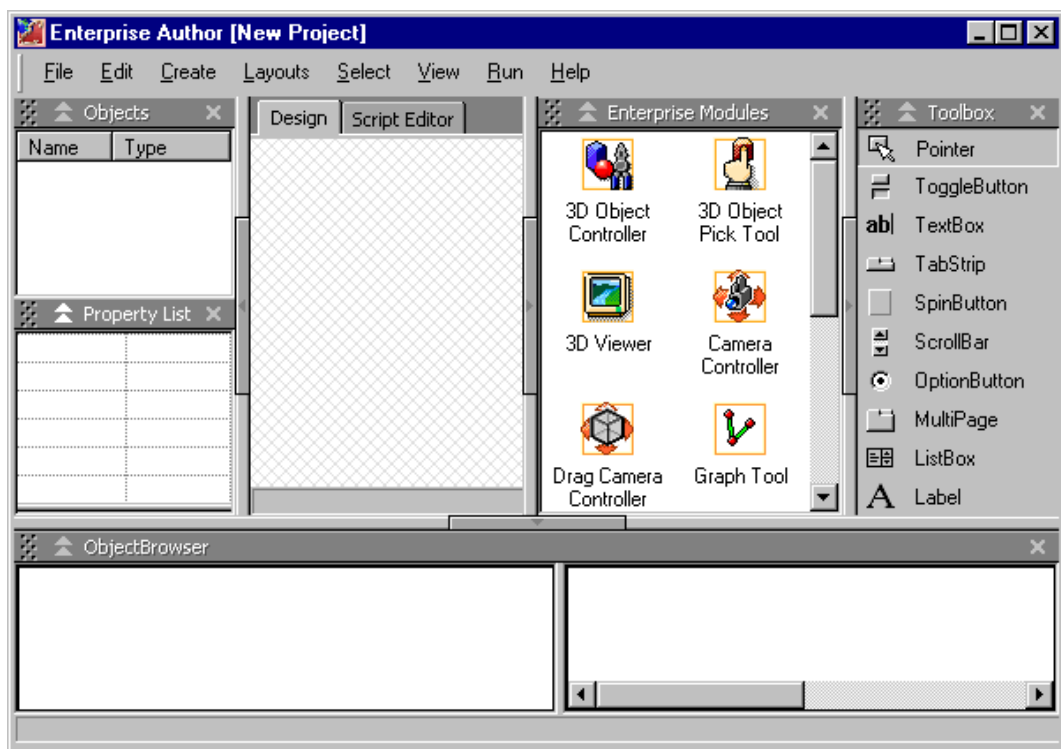 Enterprise Author [New Project]
File Edit Create Layouts Select View Run Help
Objects
Name Type
Property List
Design Script Editor
Enterprise Modules
3D Object
Controller
3D Object
Pick Tool
3D Viewer
Camera
Controller
Drag Camera
Controller
Graph Tool
Toolbox
Pointer
ToggleButton
ab TextBox
TabStrip
SpinButton
ScrollBar
OptionButton
MultiPage
ListBox
A Label
ObjectBrowser